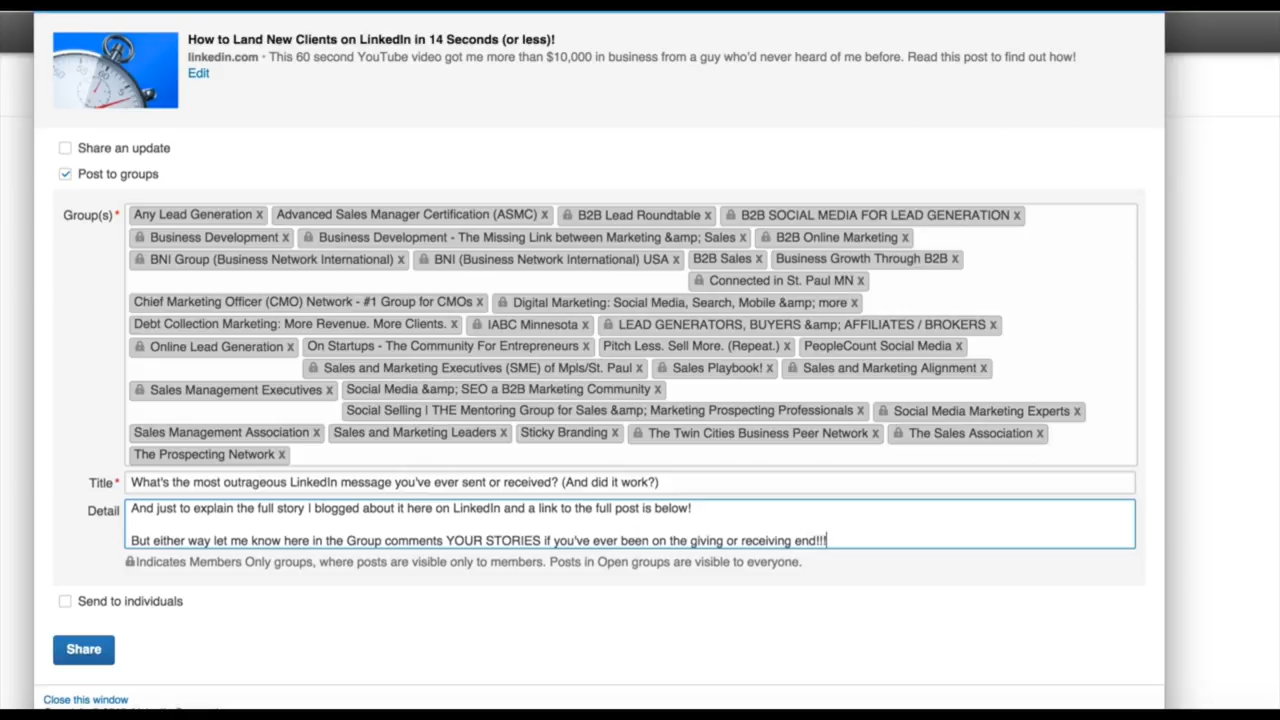 How to Land New Clients on LinkedIn in 14 Seconds (or less)!
linkedin.com · This 60 second YouTube video got me more than $10,000 in business from a guy who'd never heard of me before. Read this post to find out how!
Edit
Share an update
Post to groups
Group(s)* Any Lead Generation x Advanced Sales Manager Certification (ASMC) x B2B Lead Roundtable x B2B SOCIAL MEDIA FOR LEAD GENERATION x
Business Development x Business Development - The Missing Link between Marketing &amp; Sales x B2B Online Marketing x
BNI Group (Business Network International) x BNI (Business Network International) USA x B2B Sales x Business Growth Through B2B x
Connected in St. Paul MN x
Chief Marketing Officer (CMO) Network - #1 Group for CMOs x Digital Marketing: Social Media, Search, Mobile &amp; more x
Debt Collection Marketing: More Revenue. More Clients. x IABC Minnesota x LEAD GENERATORS, BUYERS &amp; AFFILIATES / BROKERS x
Online Lead Generation x On Startups - The Community For Entrepreneurs x Pitch Less. Sell More. (Repeat.) x PeopleCount Social Media x
Sales and Marketing Executives (SME) of Mpls/St. Paul x Sales Playbook! x Sales and Marketing Alignment x
Sales Management Executives x Social Media &amp; SEO a B2B Marketing Community x
Social Selling | THE Mentoring Group for Sales &amp; Marketing Prospecting Professionals x Social Media Marketing Experts x
Sales Management Association x Sales and Marketing Leaders x Sticky Branding x The Twin Cities Business Peer Network x The Sales Association x
The Prospecting Network x
Title* What's the most outrageous LinkedIn message you've ever sent or received? (And did it work?)
Detail And just to explain the full story I blogged about it here on LinkedIn and a link to the full post is below!
But either way let me know here in the Group comments YOUR STORIES if you've ever been on the giving or receiving end!!!
Indicates Members Only groups, where posts are visible only to members. Posts in Open groups are visible to everyone.
Send to individuals
Share
Close this window